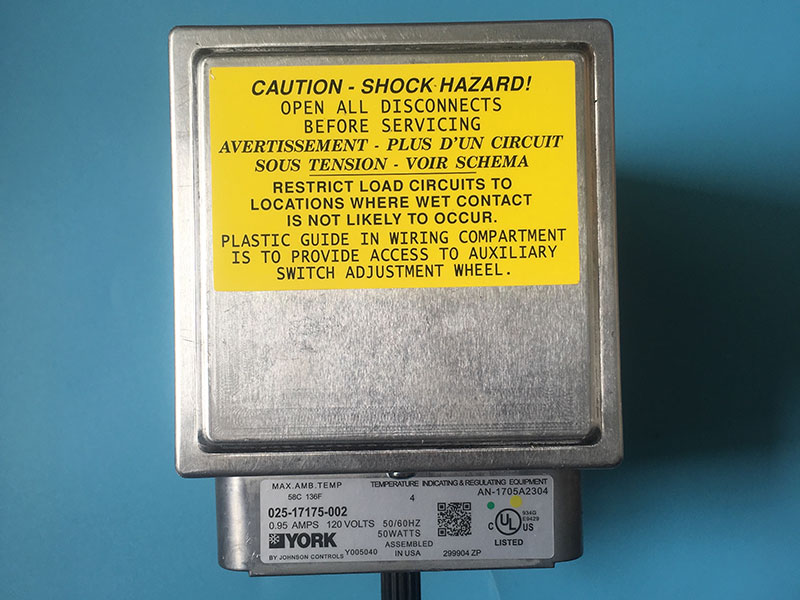 CAUTION - SHOCK HAZARD!
OPEN ALL DISCONNECTS
BEFORE SERVICING
AVERTISSEMENT - PLUS D'UN CIRCUIT
SOUS TENSION - VOIR SCHEMA
RESTRICT LOAD CIRCUITS TO
LOCATIONS WHERE WET CONTACT
IS NOT LIKELY TO OCCUR.
PLASTIC GUIDE IN WIRING COMPARTMENT
IS TO PROVIDE ACCESS TO AUXILIARY
SWITCH ADJUSTMENT WHEEL.
MAX.AMB.TEMP
58C 136F
TEMPERATURE INDICATING & REGULATING EQUIPMENT
4
AN-1705A2304
025-17175-002
0.95 AMPS 120 VOLTS 50/60HZ
50WATTS
YORK
BY JOHNSON CONTROLS
Y005040
ASSEMBLED
IN USA
299904 ZP
C UL US
934G
E0429
LISTED